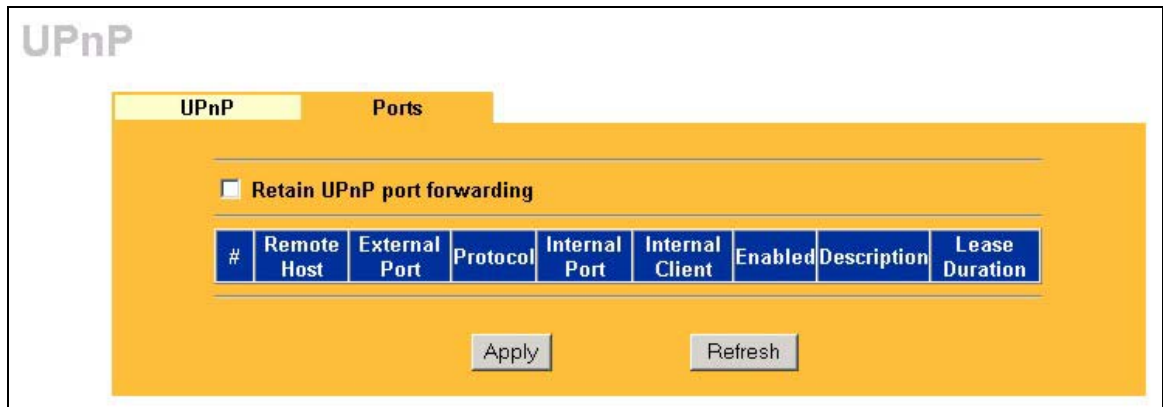 UPnP
UPnP Ports
Retain UPnP port forwarding
# Remote Host External Port Protocol Internal Port Internal Client Enabled Description Lease Duration
Apply Refresh